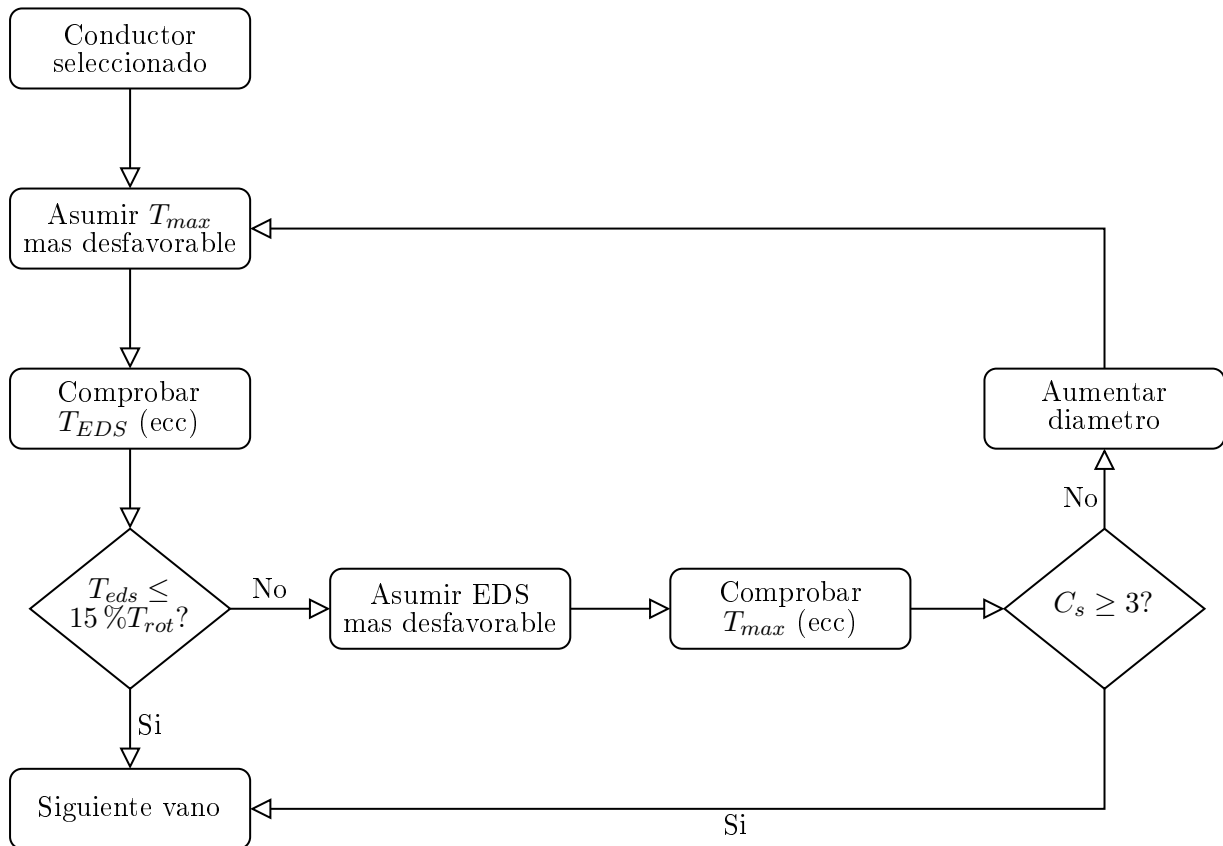 Conductor
seleccionado
Asumir $T_{max}$
mas desfavorable
Comprobar
$T_{EDS}$ (ecc)
Aumentar
diametro
No
$T_{eds} \leq$
$15\,\% T_{rot}$?
No
Asumir EDS
mas desfavorable
Comprobar
$T_{max}$ (ecc)
$C_s \geq 3$?
Si
Siguiente vano
Si